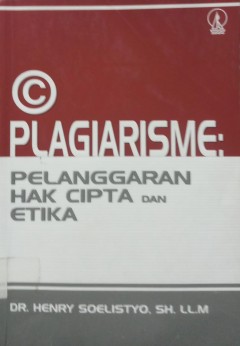 ©
PLAGIARISME:
PELANGGARAN
HAK CIPTA DAN
ETIKA
DR. HENRY SOELISTYO, SH. LL.M